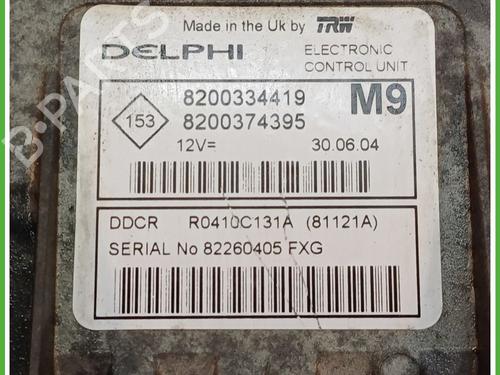 Made in the Uk by TRW
DELPHI
ELECTRONIC
CONTROL UNIT
8200334419
M9
153
8200374395
12V=
30.06.04
DDCR R0410C131A (81121A)
SERIAL No 82260405 FXG
B-PARTS